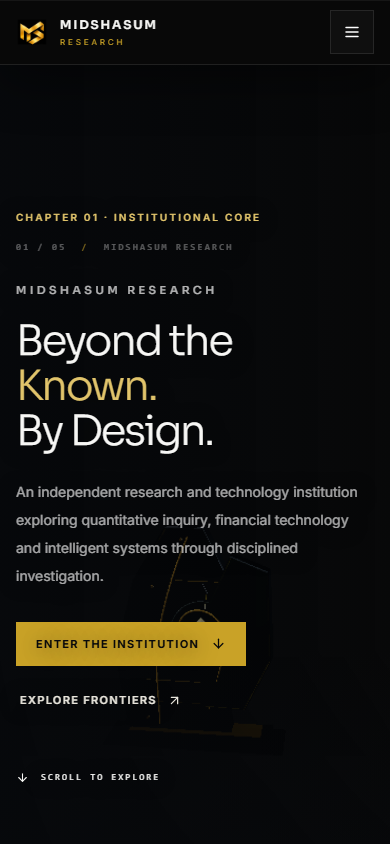 MIDSHASUM
RESEARCH
CHAPTER 01 · INSTITUTIONAL CORE
01 / 05 / MIDSHASUM RESEARCH
MIDSHASUM RESEARCH
Beyond the
Known.
By Design.
An independent research and technology institution
exploring quantitative inquiry, financial technology
and intelligent systems through disciplined
investigation.
ENTER THE INSTITUTION ↓
EXPLORE FRONTIERS ↗
↓ SCROLL TO EXPLORE